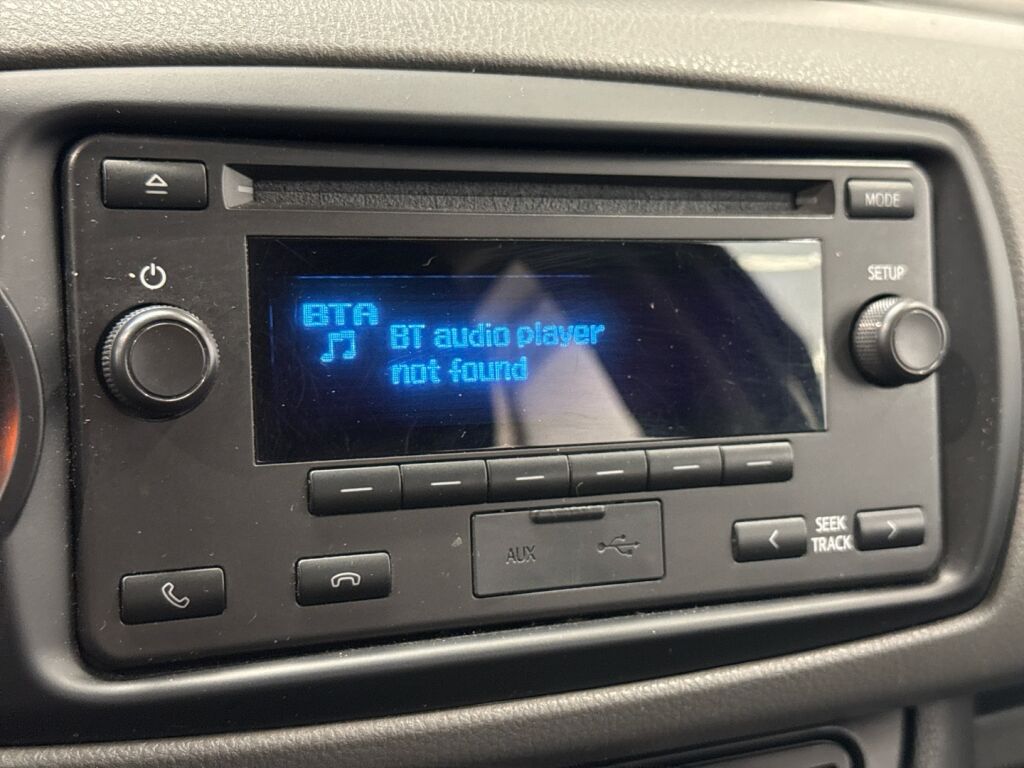 MODE
SETUP
BTA
BT audio player
not found
AUX
SEEK
TRACK